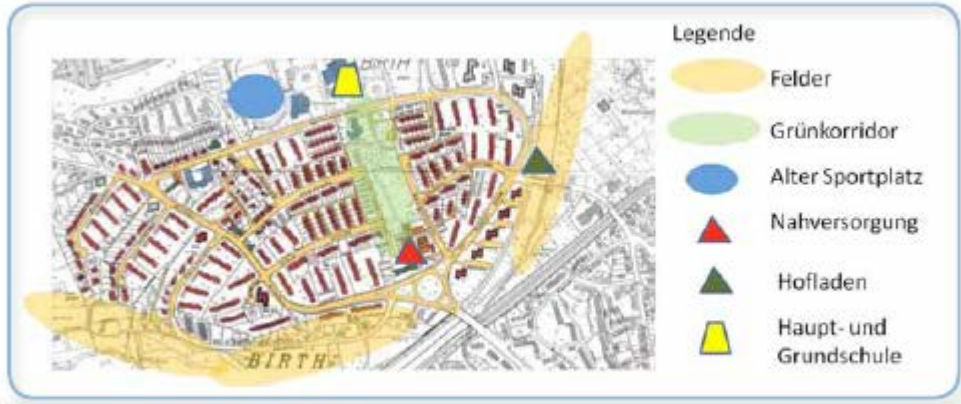 Legende
BIRTH
Felder
Grünkorridor
Alter Sportplatz
Nahversorgung
Hofladen
Haupt- und
Grundschule
BIRTH